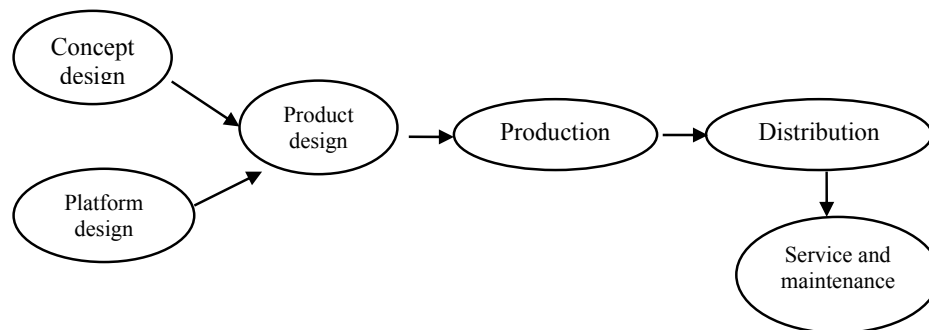 Concept
design
Product
design
Production
Distribution
Platform
design
Service and
maintenance